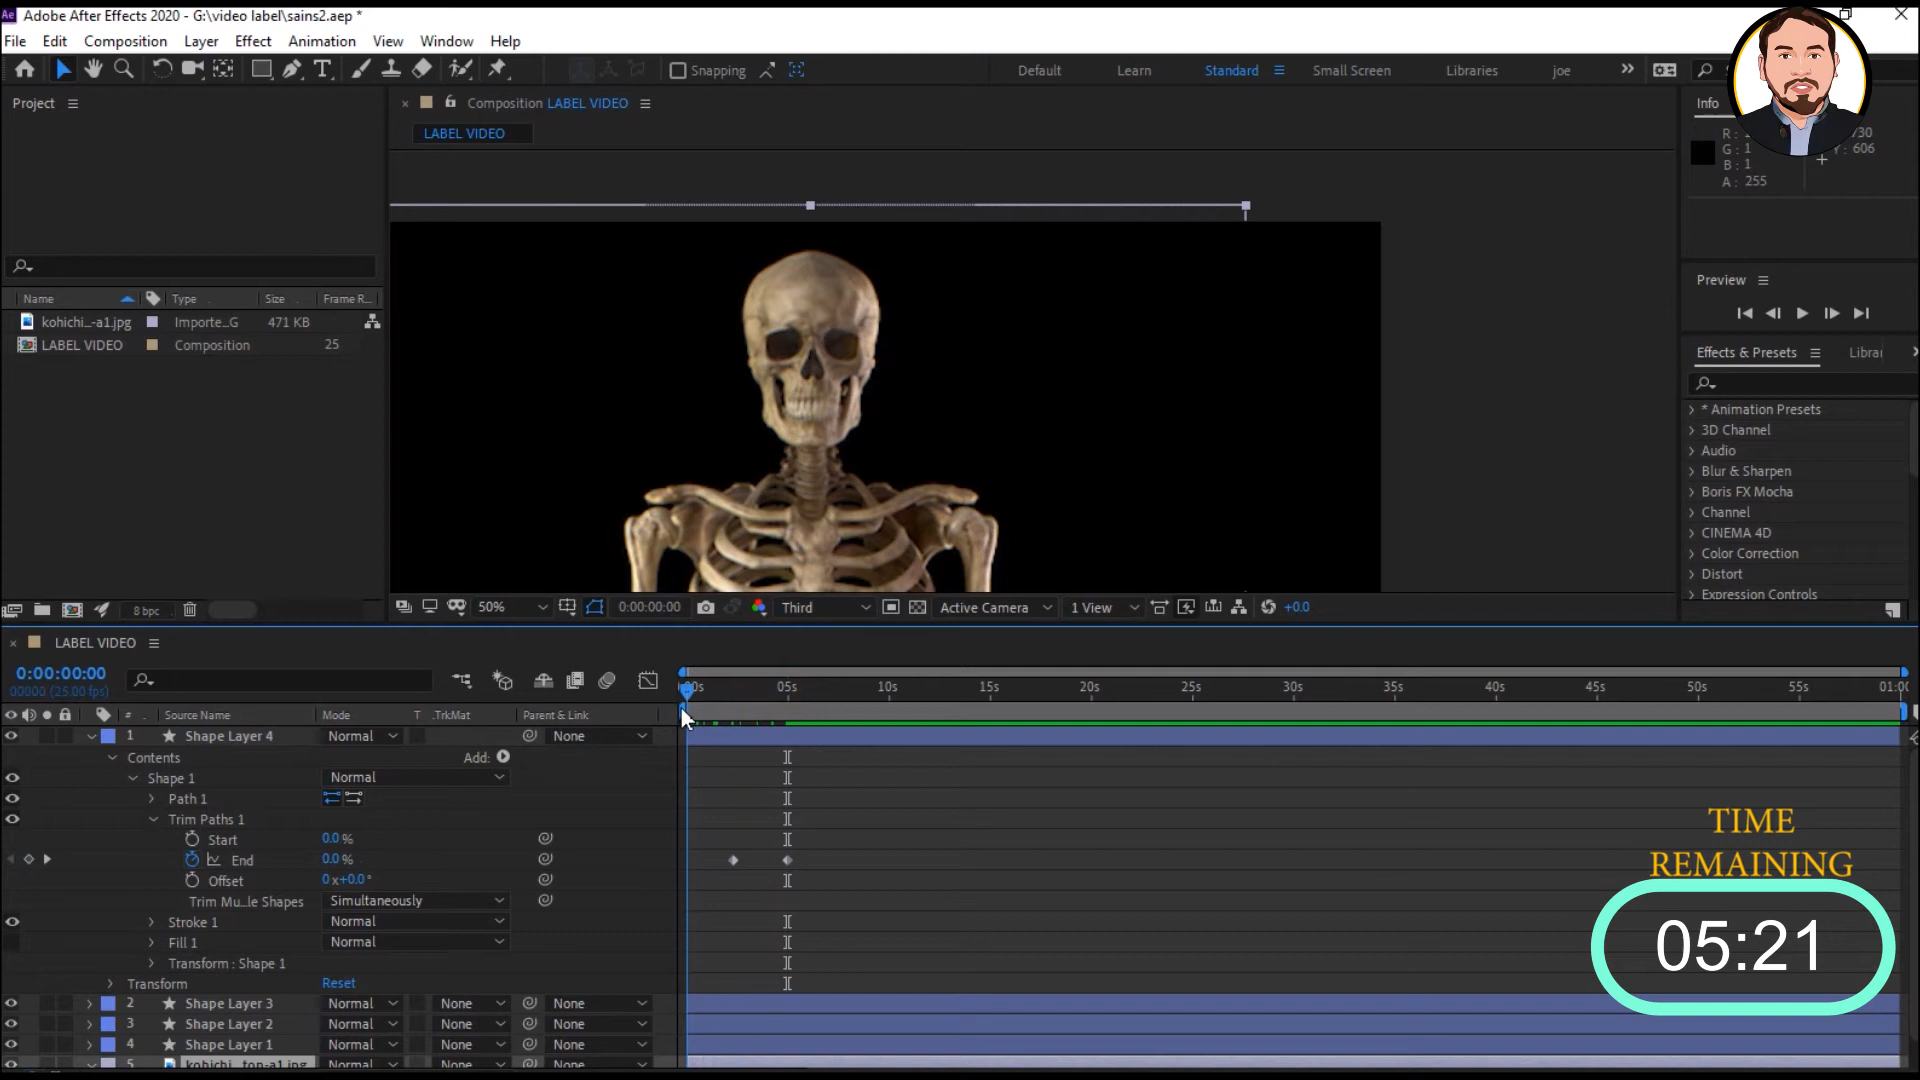 Ae Adobe After Effects 2020 - G:\video label\sains2.aep *
File Edit Composition Layer Effect Animation View Window Help
Snapping Default Learn Standard Small Screen Libraries joe
Project
Composition LABEL VIDEO
LABEL VIDEO
Info
R:
G: 1
B: 1
A: 255
Y: 606
Name Type Size Frame R...
kohichi_-a1.jpg Importe_G 471 KB
LABEL VIDEO Composition 25
Preview
Effects & Presets
* Animation Presets
3D Channel
Audio
Blur & Sharpen
Boris FX Mocha
Channel
CINEMA 4D
Color Correction
Distort
Expression Controls
8 bpc
50% 0:00:00:00 Third Active Camera 1 View +0.0
LABEL VIDEO
0:00:00:00
00000 (25.00 fps)
05s 10s 15s 20s 25s 30s 35s 40s 45s 50s 55s 01:00
# Source Name Mode T .TrkMat Parent & Link
1 Shape Layer 4 Normal None
Contents Add:
Shape 1 Normal
Path 1
Trim Paths 1
Start 0.0 %
End 0.0 %
Offset 0 x+0.0 °
Trim Mu...le Shapes Simultaneously
Stroke 1 Normal
Fill 1 Normal
Transform : Shape 1
Transform Reset
2 Shape Layer 3 Normal None None
3 Shape Layer 2 Normal None None
4 Shape Layer 1 Normal None None
5
TIME
REMAINING
05:21